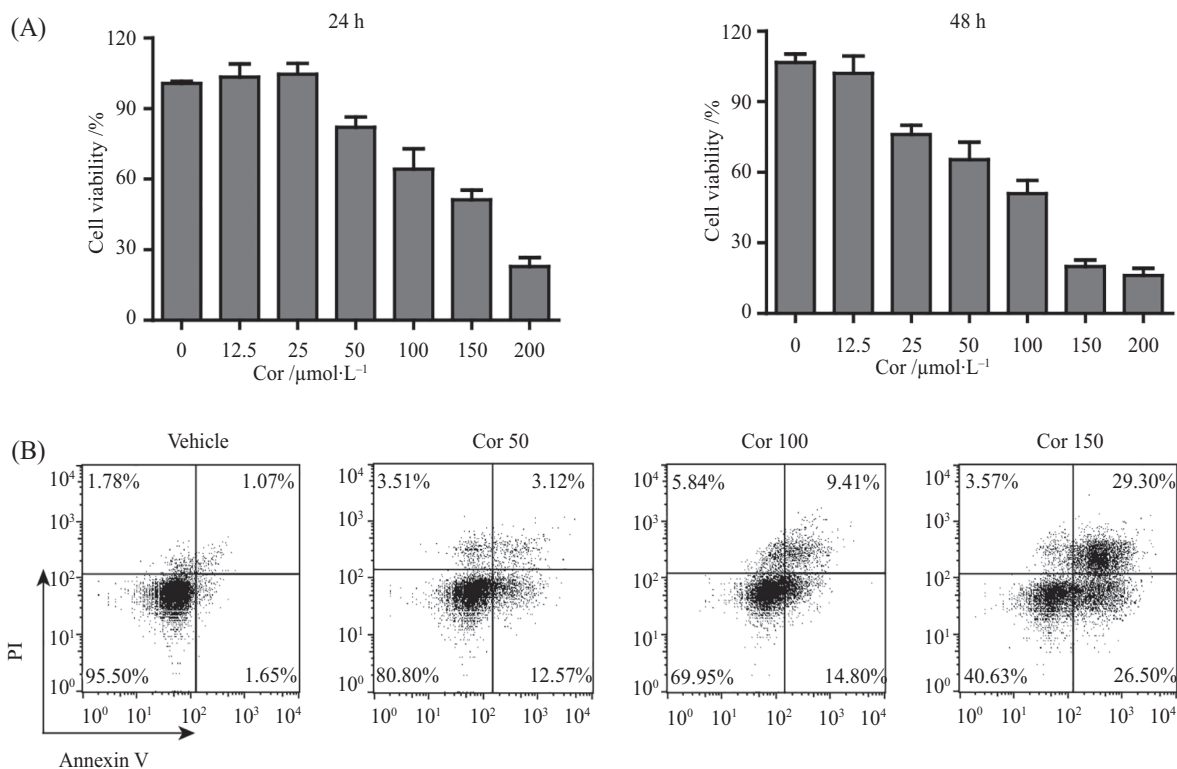 (A)
24 h
120
90
60
30
0
Cell viability /%
0 12.5 25 50 100 150 200
Cor /µmol·L⁻¹
48 h
120
90
60
30
0
Cell viability /%
0 12.5 25 50 100 150 200
Cor /µmol·L⁻¹
(B)
Vehicle
10⁴
10³
10²
10¹
10⁰
1.78% 1.07%
95.50% 1.65%
10⁰ 10¹ 10² 10³ 10⁴
PI
Annexin V
Cor 50
10⁴
10³
10²
10¹
10⁰
3.51% 3.12%
80.80% 12.57%
10⁰ 10¹ 10² 10³ 10⁴
Cor 100
10⁴
10³
10²
10¹
10⁰
5.84% 9.41%
69.95% 14.80%
10⁰ 10¹ 10² 10³ 10⁴
Cor 150
10⁴
10³
10²
10¹
10⁰
3.57% 29.30%
40.63% 26.50%
10⁰ 10¹ 10² 10³ 10⁴